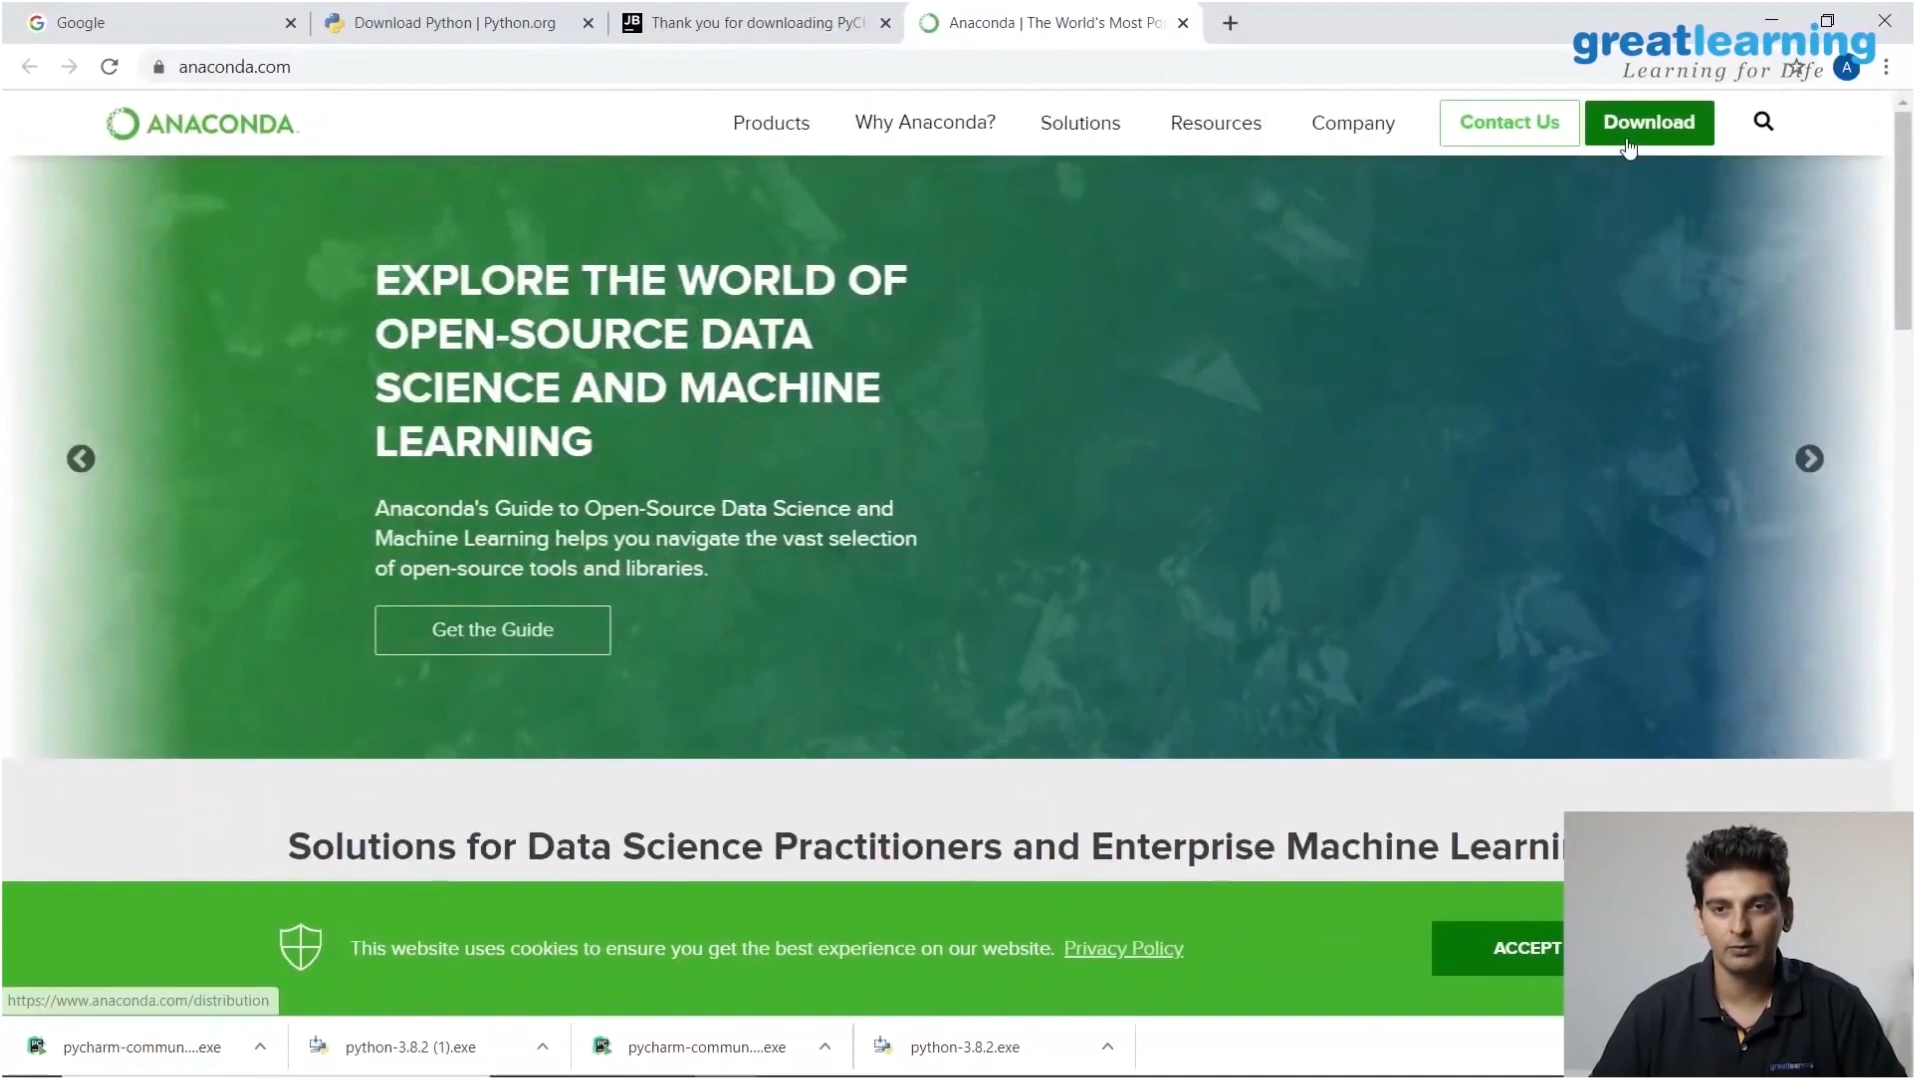 Google
Download Python | Python.org
Thank you for downloading PyCh
Anaconda | The World's Most Po
greatlearning
Learning for Life
anaconda.com
A
ANACONDA.
Products
Why Anaconda?
Solutions
Resources
Company
Contact Us
Download
EXPLORE THE WORLD OF
OPEN-SOURCE DATA
SCIENCE AND MACHINE
LEARNING
Anaconda's Guide to Open-Source Data Science and
Machine Learning helps you navigate the vast selection
of open-source tools and libraries.
Get the Guide
Solutions for Data Science Practitioners and Enterprise Machine Learni
This website uses cookies to ensure you get the best experience on our website. Privacy Policy
ACCEPT
https://www.anaconda.com/distribution
pycharm-commun....exe
python-3.8.2 (1).exe
pycharm-commun....exe
python-3.8.2.exe
greatlearning